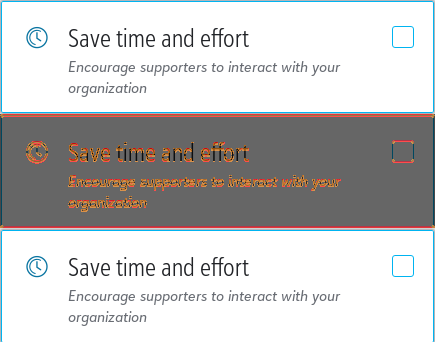 Save time and effort
Encourage supporters to interact with your
organization
Save time and effort
Encourage supporters to interact with your
organization
Save time and effort
Encourage supporters to interact with your
organization